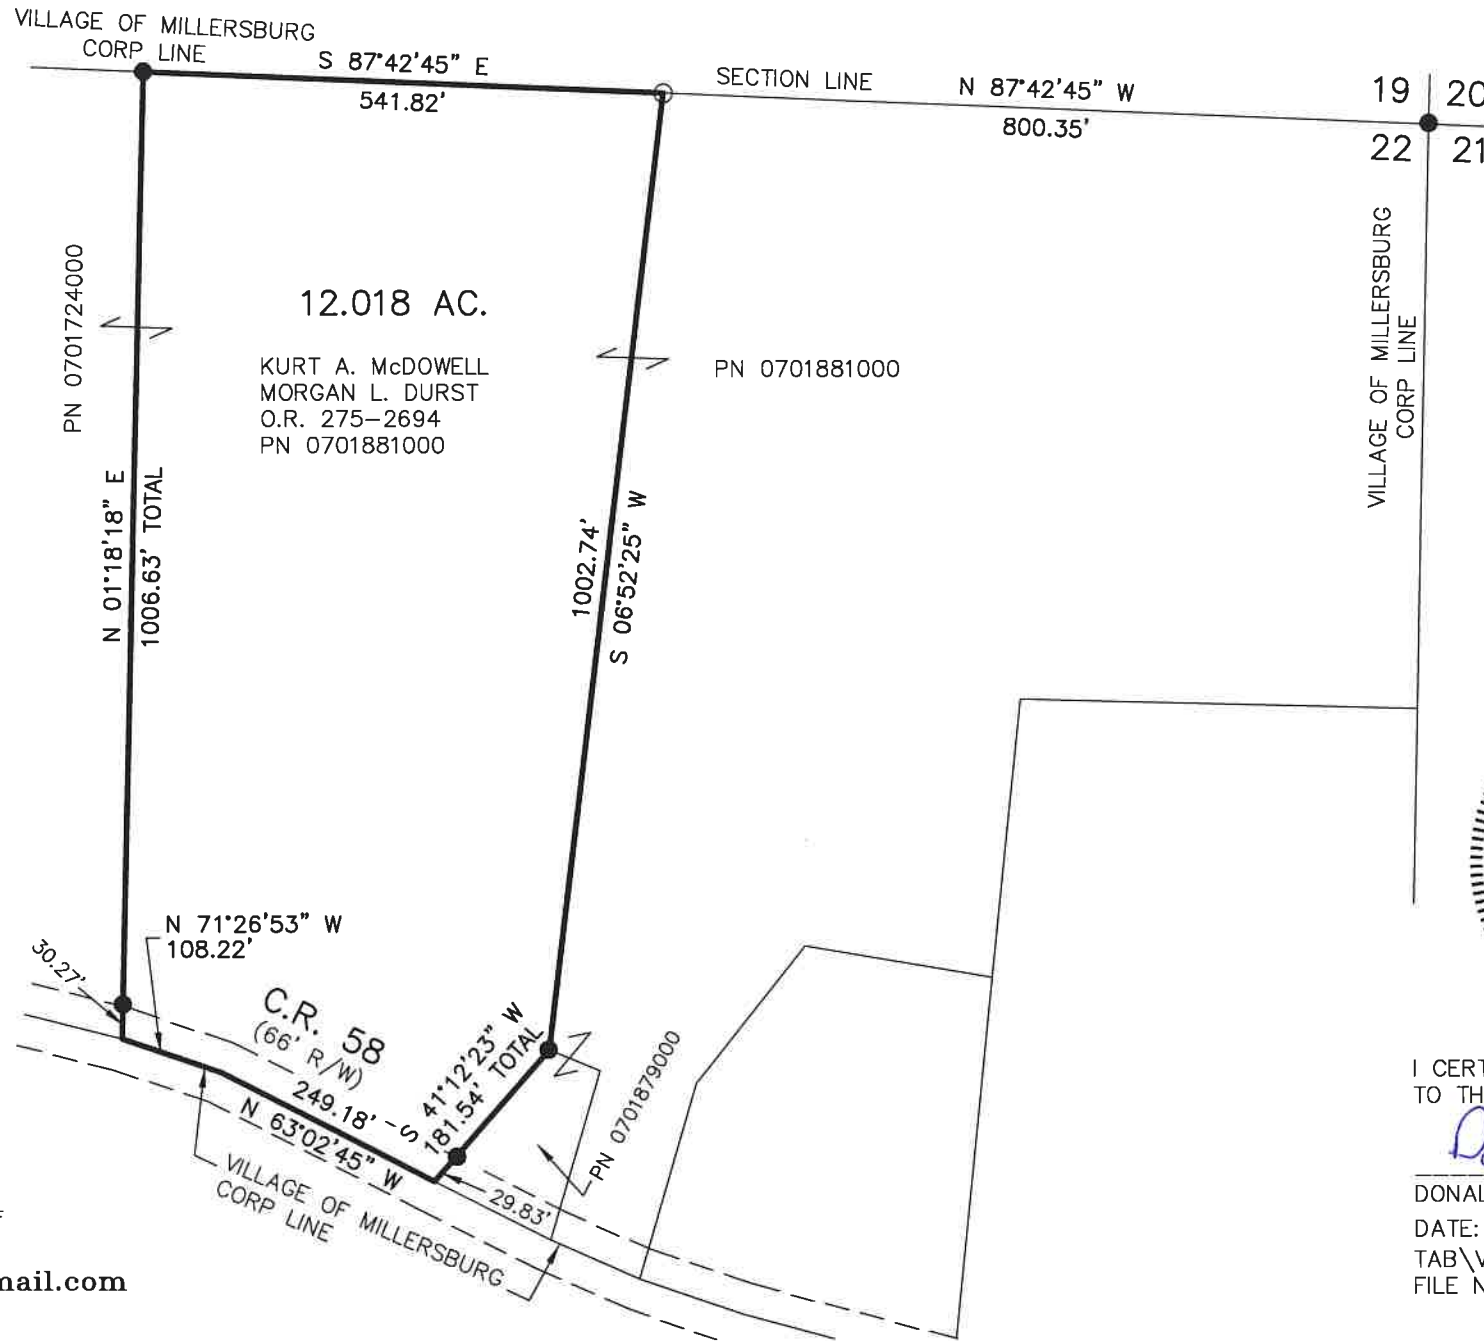 VILLAGE OF MILLERSBURG
CORP LINE
S 87°42'45" E
541.82'
SECTION LINE
N 87°42'45" W
800.35'
19
20
22
21
VILLAGE OF MILLERSBURG
CORP LINE
PN 0701724000
12.018 AC.
KURT A. McDOWELL
MORGAN L. DURST
O.R. 275-2694
PN 0701881000
PN 0701881000
N 01°18'18" E
1006.63' TOTAL
1002.74'
S 06°52'25" W
N 71°26'53" W
108.22'
30.27'
C.R. 58
(66' R/W)
249.18'
N 63°02'45" W
S 41°12'23" W
181.54' TOTAL
29.83'
PN 0701879000
VILLAGE OF MILLERSBURG
CORP LINE
I CERT
TO TH
DONAL
DATE:
TAB\V
FILE N
mail.com